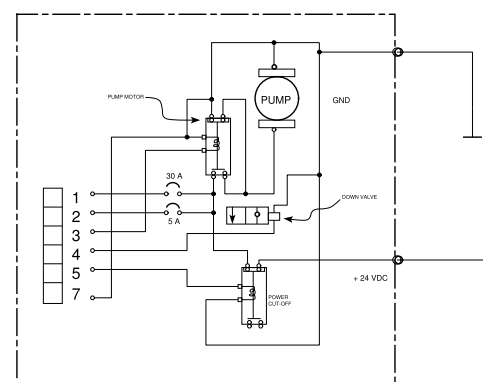 PUMP MOTOR
PUMP
GND
30 A
DOWN VALVE
1
2
5 A
3
4
5
7
+ 24 VDC
POWER
CUT-OFF